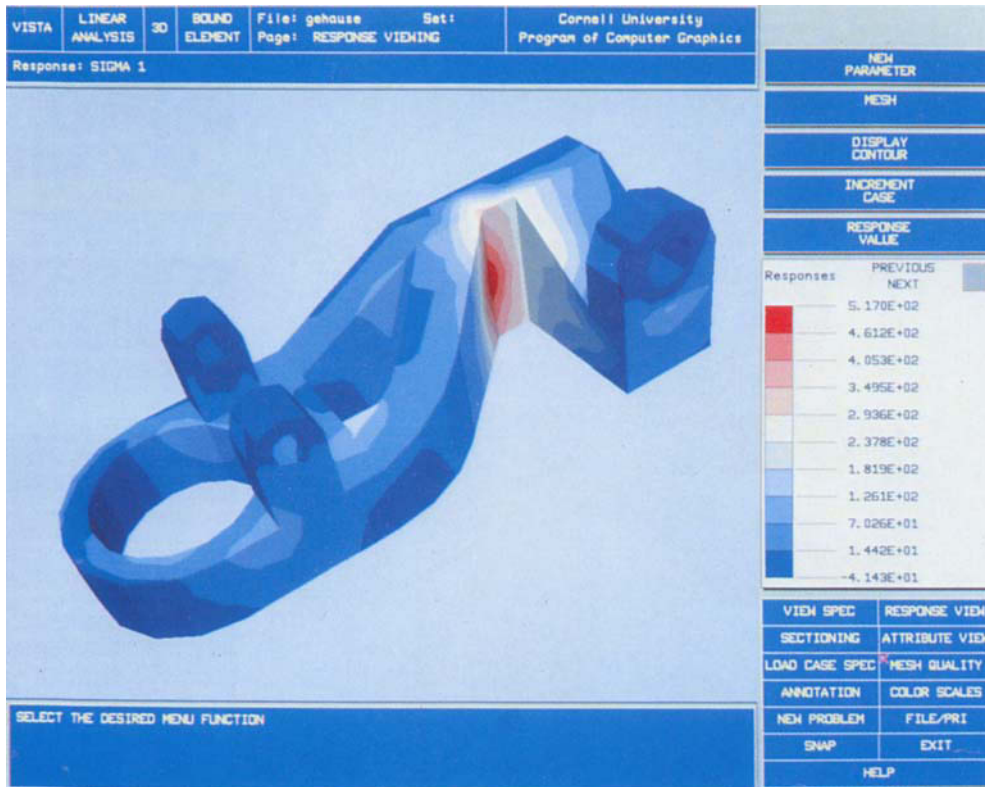 VISTA
LINEAR
ANALYSIS
3D
BOUND
ELEMENT
File: gehause Set:
Page: RESPONSE VIEWING
Cornell University
Program of Computer Graphics
Response: SIGMA 1
NEW
PARAMETER
MESH
DISPLAY
CONTOUR
INCREMENT
CASE
RESPONSE
VALUE
Responses
PREVIOUS
NEXT
5.170E+02
4.612E+02
4.053E+02
3.495E+02
2.936E+02
2.378E+02
1.819E+02
1.261E+02
7.026E+01
1.442E+01
-4.143E+01
VIEW SPEC
RESPONSE VIEW
SECTIONING
ATTRIBUTE VIEW
LOAD CASE SPEC
MESH QUALITY
ANNOTATION
COLOR SCALES
NEW PROBLEM
FILE/PRI
SNAP
EXIT
HELP
SELECT THE DESIRED MENU FUNCTION